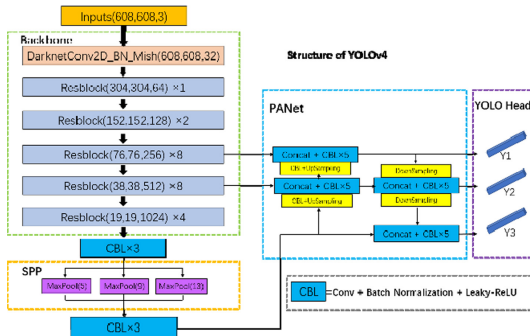 Inputs(608,608,3)
Backbone
DarknetConv2D_BN_Mish(608,608,32)
Structure of YOLOv4
Resblock(304,304,64) ×1
PANet
YOLO Head
Resblock(152,152,128) ×2
Resblock(76,76,256) ×8
Concat + CBL×5
Y1
CBL+UpSampling
DownSampling
Resblock(38,38,512) ×8
Concat + CBL×5
Concat + CBL×5
Y2
CBL+UpSampling
DownSampling
Resblock(19,19,1024) ×4
Concat + CBL×5
Y3
CBL×3
SPP
MaxPool(5)
MaxPool(9)
MaxPool(13)
CBL
=Conv + Batch Normalization + Leaky-ReLU
CBL×3